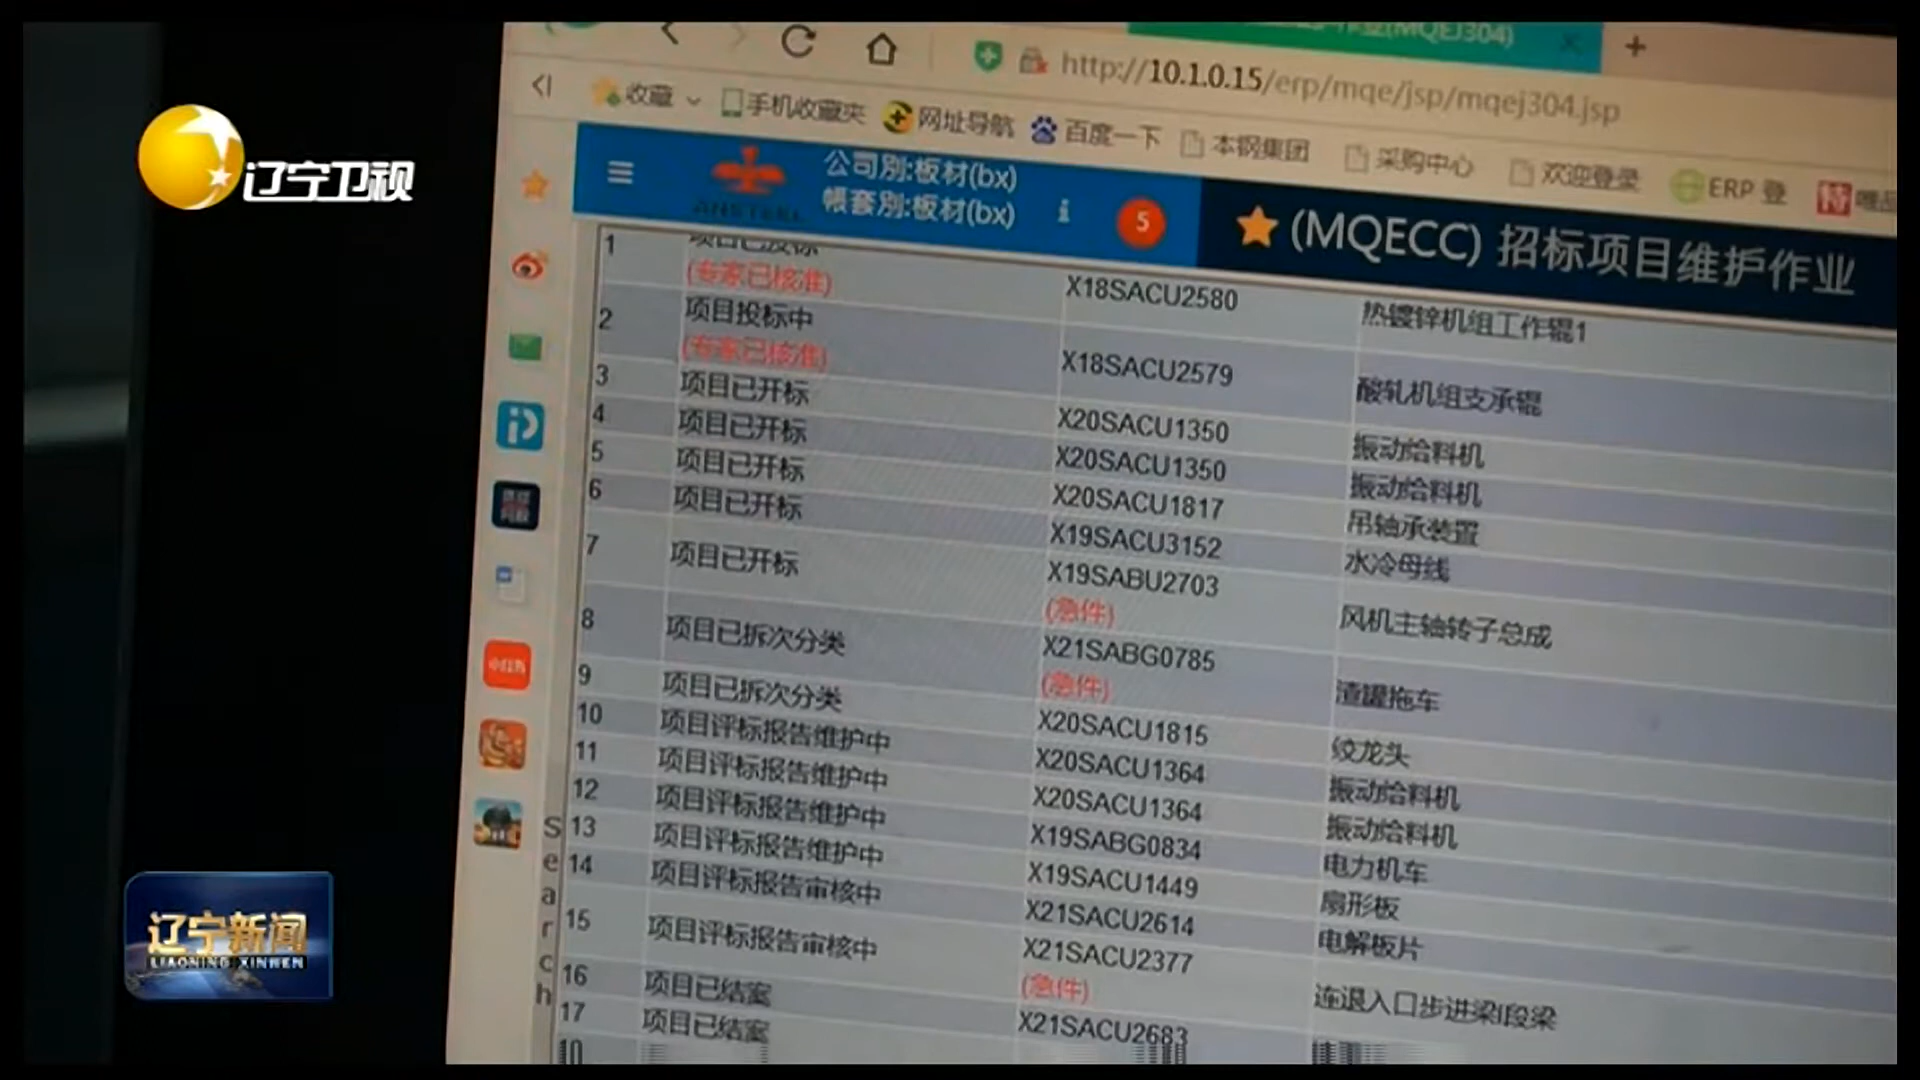 辽宁卫视
http://10.1.0.15/erp/mqe/jsp/mqej304.jsp
收藏 手机收藏夹 网址导航 百度一下 本钢集团 采购中心 欢迎登录 ERP 登
公司別:板材(bx)
帳套別:板材(bx)
5
(MQECC) 招标项目维护作业
1 (专家已核准) X18SACU2580 热镀锌机组工作辊1
2 项目投标中
(专家已核准) X18SACU2579 酸轧机组支承辊
3 项目已开标 X20SACU1350 振动给料机
4 项目已开标 X20SACU1350 振动给料机
5 项目已开标 X20SACU1817 吊轴承装置
6 项目已开标 X19SACU3152 水冷母线
7 项目已开标 X19SABU2703
(急件) 风机主轴转子总成
8 项目已拆次分类 X21SABG0785
(急件) 渣罐拖车
9 项目已拆次分类 X20SACU1815 绞龙头
10 项目评标报告维护中 X20SACU1364 振动给料机
11 项目评标报告维护中 X20SACU1364 振动给料机
12 项目评标报告维护中 X19SABG0834 电力机车
13 项目评标报告维护中 X19SACU1449 扇形板
14 项目评标报告审核中 X21SACU2614 电解板片
15 项目评标报告审核中 X21SACU2377
(急件) 连退入口步进梁I段梁
16 项目已结案 X21SACU2683
17 项目已结案
Search
辽宁新闻
LIAONING XINWEN